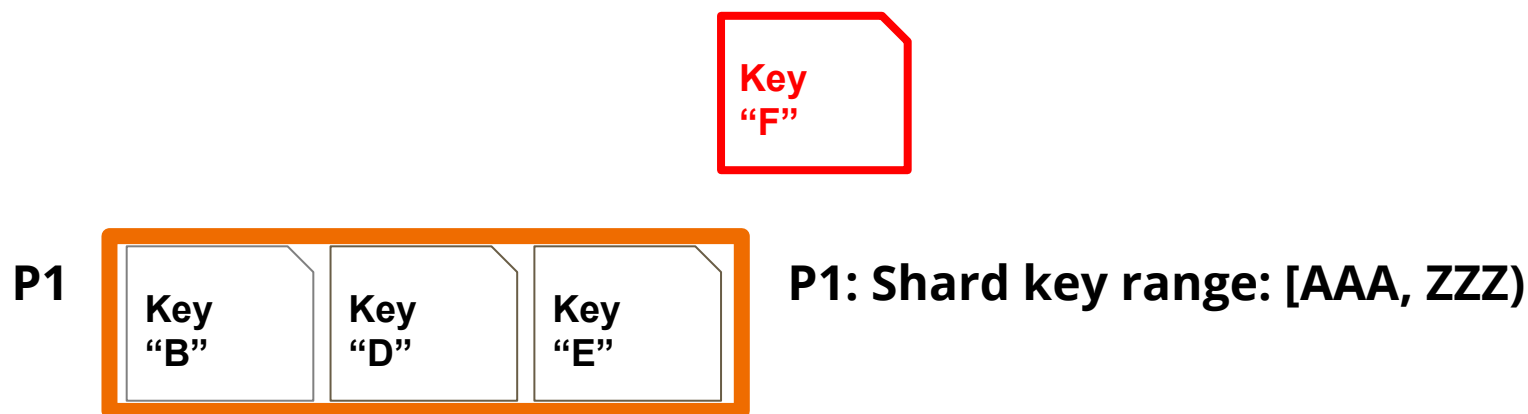 Key
“F”
P1
Key
“B”
Key
“D”
Key
“E”
P1: Shard key range: [AAA, ZZZ)